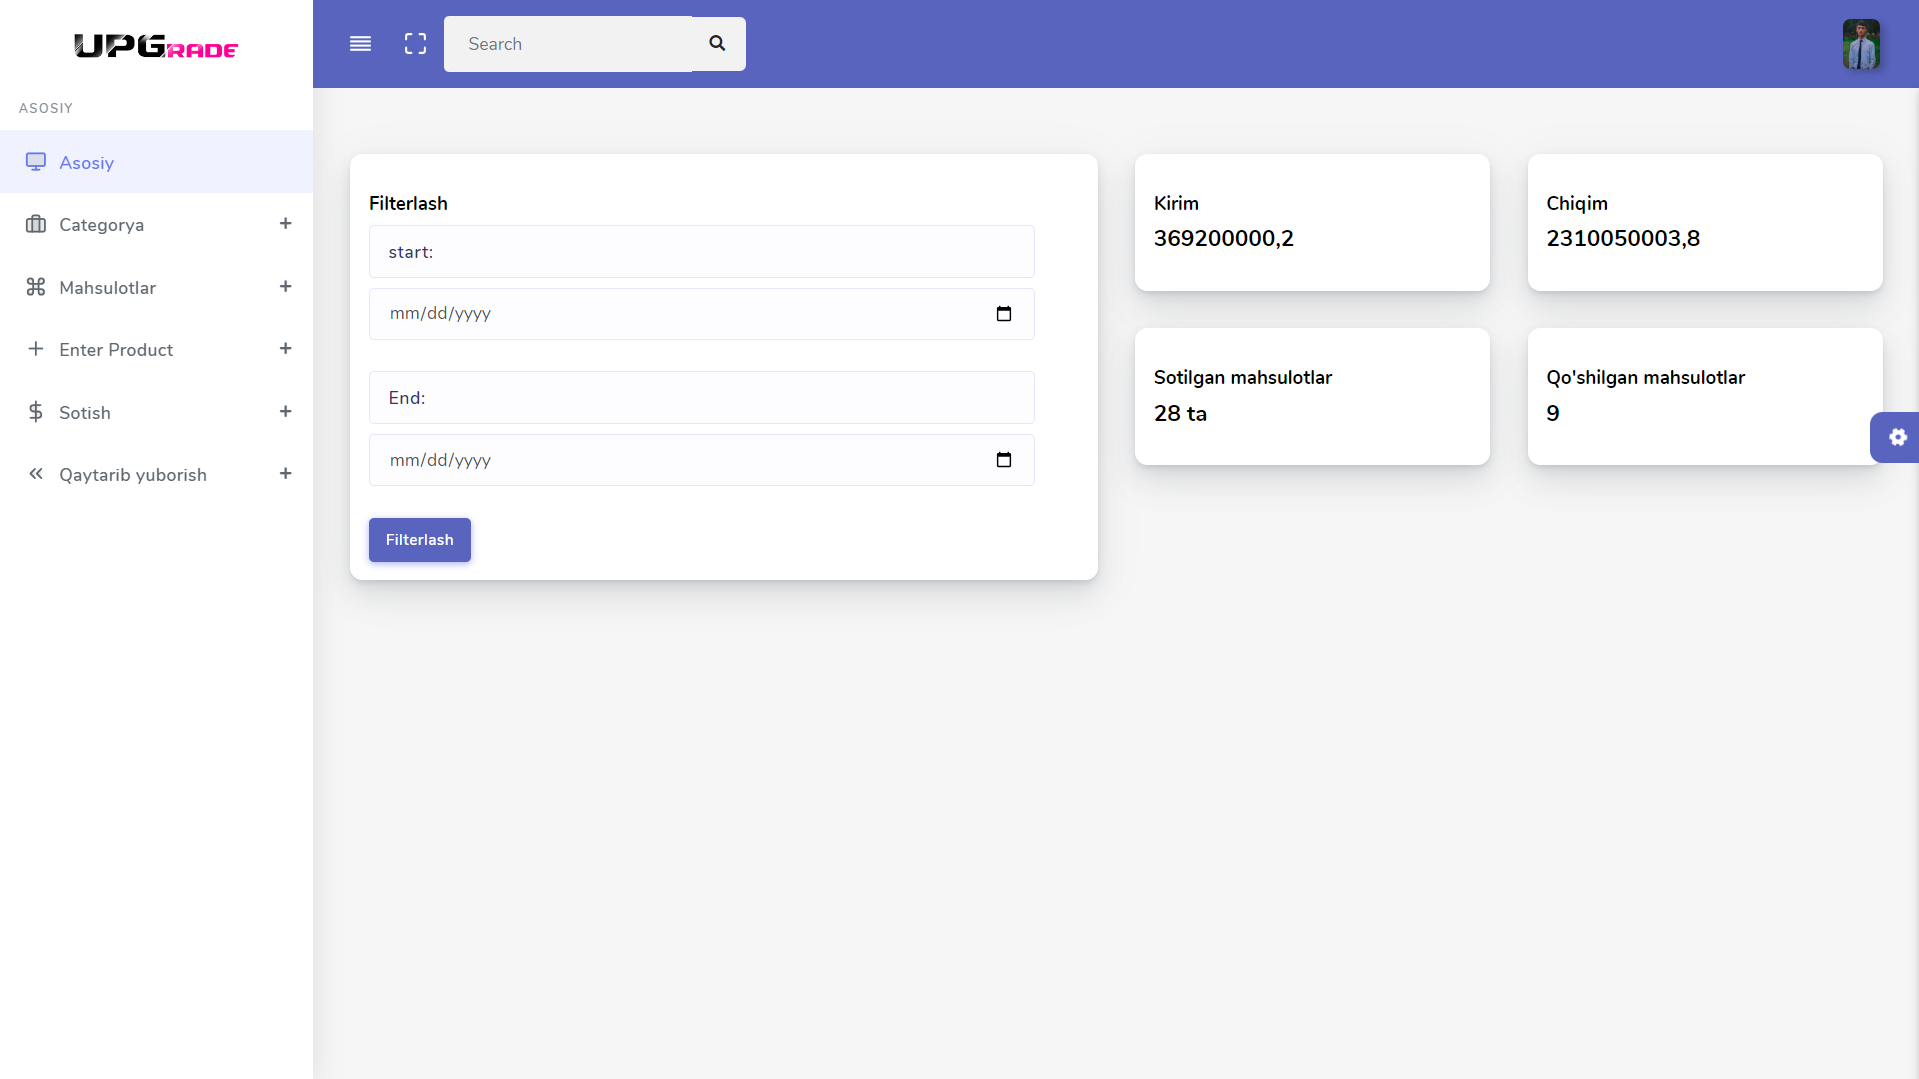 UPGRADE
ASOSIY
Asosiy
Categorya
Mahsulotlar
Enter Product
Sotish
Qaytarib yuborish
Search
Filterlash
start:
mm/dd/yyyy
End:
mm/dd/yyyy
Filterlash
Kirim
369200000,2
Chiqim
2310050003,8
Sotilgan mahsulotlar
28 ta
Qo'shilgan mahsulotlar
9